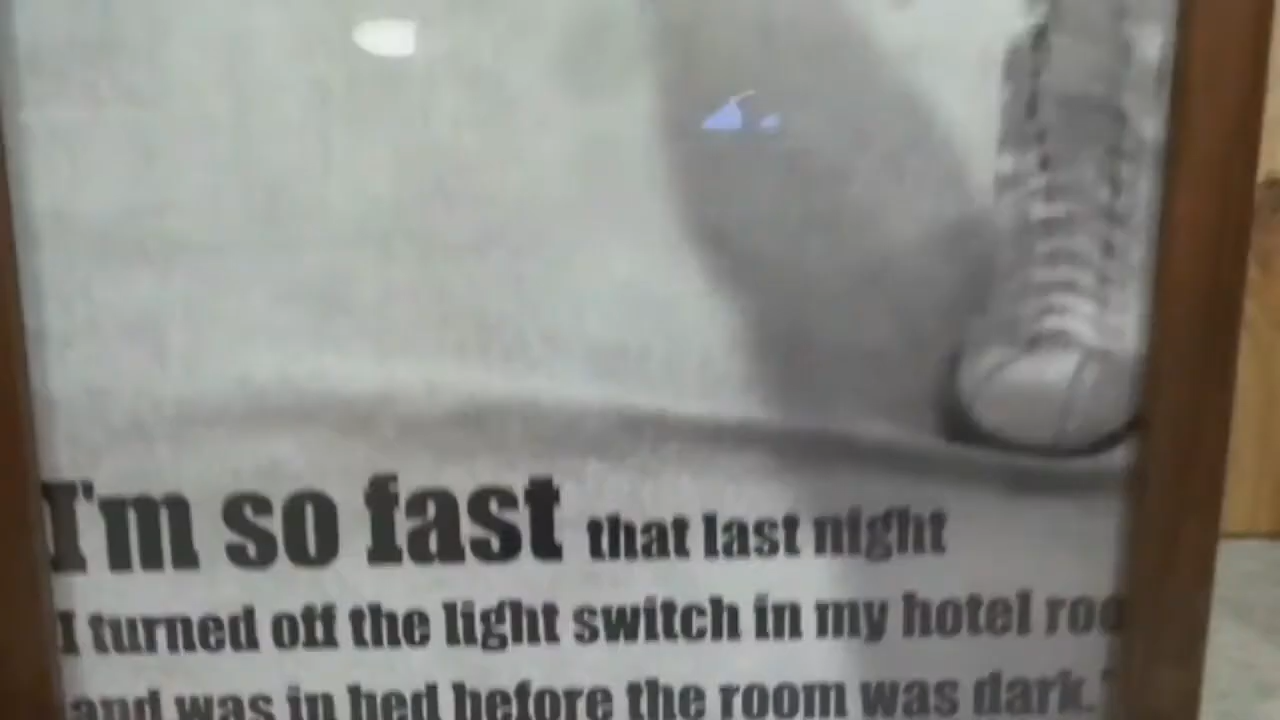 I'm so fast that last night
I turned off the light switch in my hotel roo
and was in bed before the room was dark."